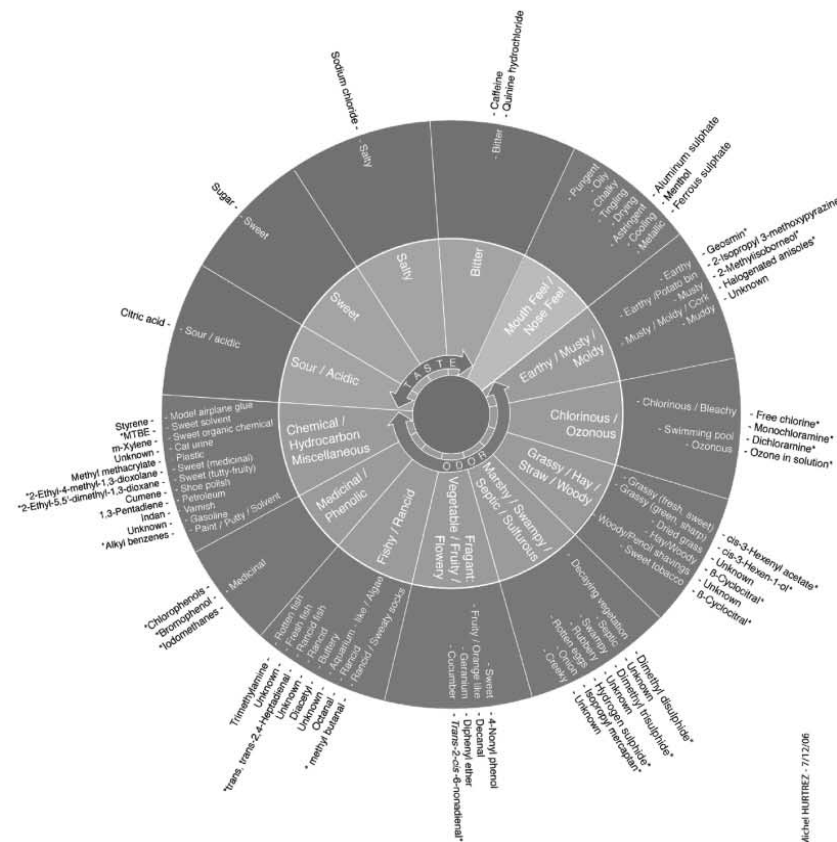 TASTE
ODOR
Sour / Acidic
Sweet
Salty
Bitter
Mouth Feel /
Nose Feel
Earthy / Musty /
Moldy
Chlorinous /
Ozonous
Grassy / Hay /
Straw / Woody
Marshy / Swampy /
Septic / Sulfurous
Fragant:
Vegetable / Fruity /
Flowery
Fishy / Rancid
Medicinal /
Phenolic
Chemical /
Hydrocarbon
Miscellaneous
- Sour / acidic
Citric acid -
- Sweet
Sugar -
- Salty
Sodium chloride -
- Bitter
- Caffeine
- Quinine hydrochloride
- Pungent
- Oily
- Chalky
- Tingling
- Drying
- Astringent
- Cooling
- Metallic
- Aluminum sulphate
- Menthol
- Ferrous sulphate
- Earthy
- Earthy /Potato bin
- Musty
- Musty / Moldy / Cork
- Muddy
- Geosmin*
- 2-Isopropyl 3-methoxypyrazine
- 2-Methylisoborneol*
- Halogenated anisoles*
- Unknown
- Chlorinous / Bleachy
- Swimming pool
- Ozonous
- Free chlorine*
- Monochloramine*
- Dichloramine*
- Ozone in solution*
- Grassy (fresh, sweet)
- Grassy (green, sharp)
- Dried grass
- Hay/Woody
Woody/Pencil shavings
- Sweet tobacco
- cis-3-Hexenyl acetate*
- cis-3-Hexen-1-ol*
- Unknown
- ß-Cyclocitral*
- Unknown
- ß-Cyclocitral*
- Decaying vegetation
- Septic
- Swampy
- Rubbery
- Rotten eggs
- Onion
- Creeky
- Dimethyl disulphide*
- Unknown
- Dimethyl trisulphide*
- Unknown
- Hydrogen sulphide*
- Isopropyl mercaptan*
- Unknown
- Sweet
- Fruity / Orange like
- Geranium
- Cucumber
- 4-Nonyl phenol
- Decanal
- Diphenyl ether
- Trans-2-cis-6-nonadienal*
- Rotten fish
- Fresh fish
- Rancid fish
- Rancid
- Buttery
- Aquarium - like / Algae
- Rancid
- Rancid / Sweaty socks
Trimethylamine -
Unknown -
*trans, trans-2,4-Heptadienal -
Unknown -
Diacetyl -
Unknown -
Octanal -
* methyl butanal -
- Medicinal
*Chlorophenols -
*Bromophenol -
*Iodomethanes -
- Model airplane glue
- Sweet solvent
- Sweet organic chemical
- Cat urine
- Plastic
- Sweet (medicinal)
- Sweet (tutty-fruity)
- Shoe polish
- Petroleum
- Varnish
- Gasoline
- Paint / Putty / Solvent
Styrene -
*MTBE -
m-Xylene -
Unknown -
Methyl methacrylate -
*2-Ethyl-4-methyl-1,3-dioxolane -
*2-Ethyl-5,5'-dimethyl-1,3-dioxane -
Cumene -
1,3-Pentadiene -
Indan -
Unknown -
*Alkyl benzenes -
Michel HURTREZ - 7/12/06